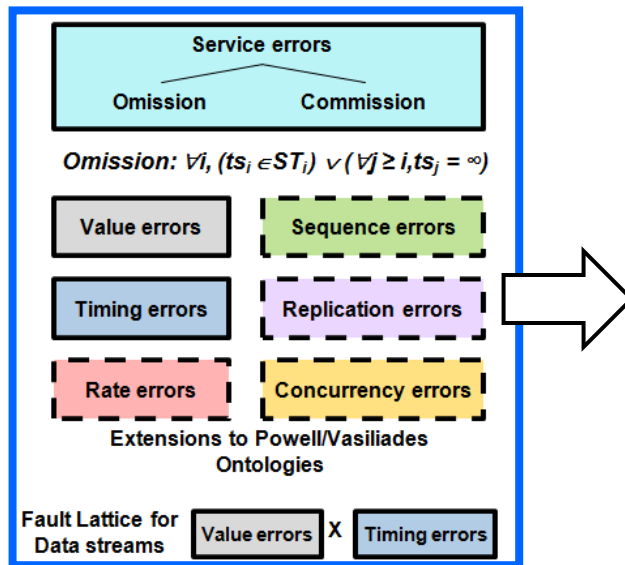 Service errors
Omission Commission
Omission: ∀i, (tsᵢ ∈STᵢ) ∨ (∀j ≥ i,tsⱼ = ∞)
Value errors Sequence errors
Timing errors Replication errors
Rate errors Concurrency errors
Extensions to Powell/Vasiliades
Ontologies
Fault Lattice for
Data streams Value errors X Timing errors